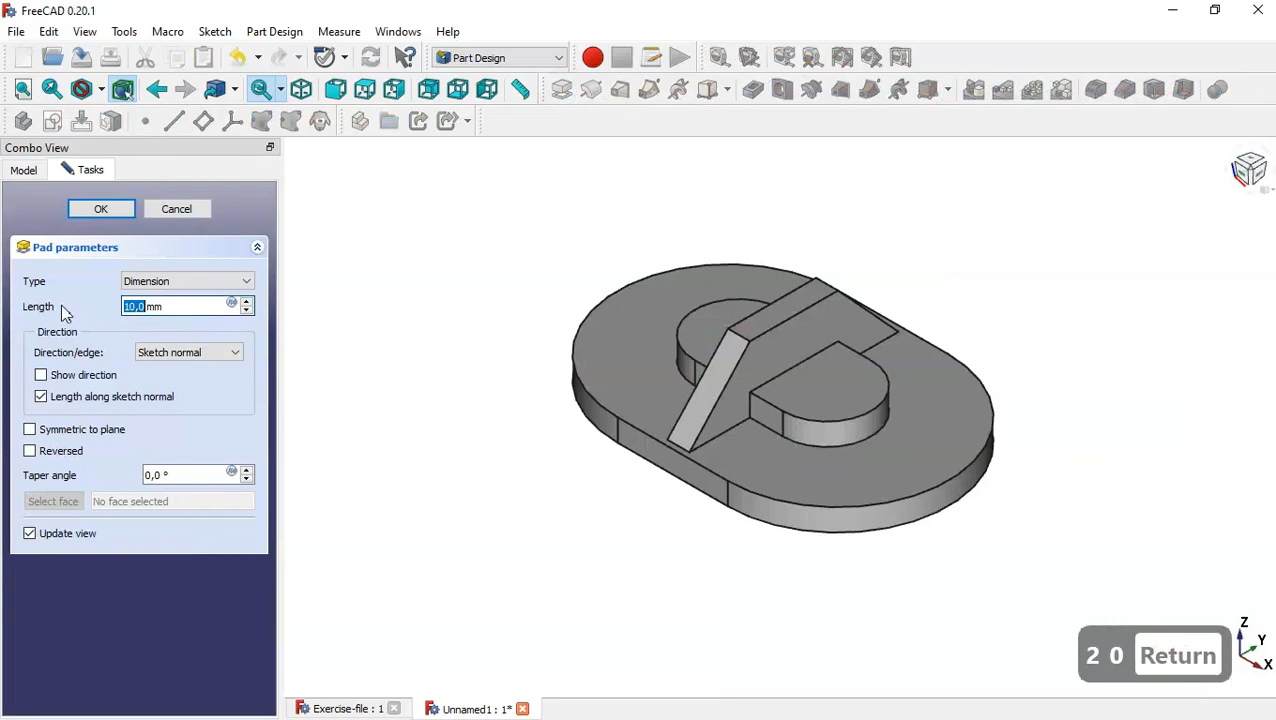 FreeCAD 0.20.1
File Edit View Tools Macro Sketch Part Design Measure Windows Help
Part Design
Combo View
Model Tasks
OK Cancel
Pad parameters
Type Dimension
Length 10,0 mm
Direction
Direction/edge: Sketch normal
Show direction
Length along sketch normal
Symmetric to plane
Reversed
Taper angle 0,0 °
Select face No face selected
Update view
Z
Y
X
2 0 Return
Exercise-file : 1 Unnamed1 : 1*